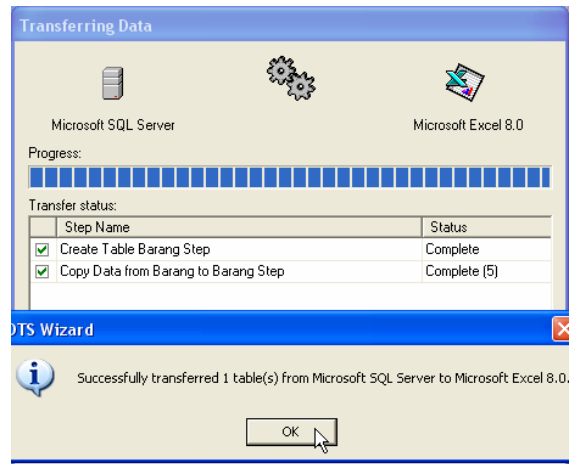 Transferring Data
Microsoft SQL Server
Microsoft Excel 8.0
Progress:
Transfer status:
Step Name
Status
Create Table Barang Step
Complete
Copy Data from Barang to Barang Step
Complete (5)
DTS Wizard
Successfully transferred 1 table(s) from Microsoft SQL Server to Microsoft Excel 8.0.
OK